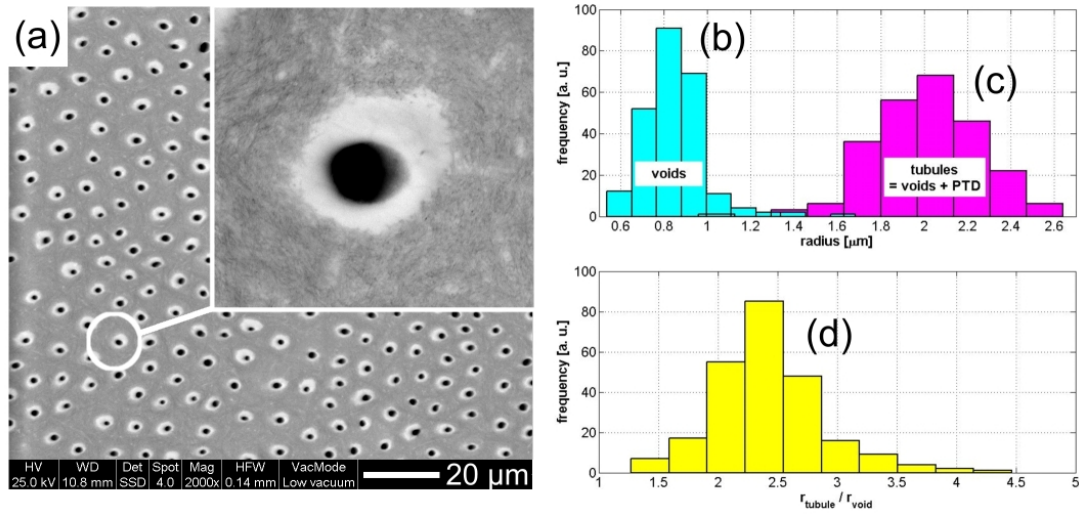 (a)
HV WD Det Spot Mag HFW VacMode
25.0 kV 10.8 mm SSD 4.0 2000x 0.14 mm Low vacuum
20 µm
(b)
(c)
100
80
60
40
20
0
frequency [a. u.]
voids
tubules
= voids + PTD
0.6 0.8 1 1.2 1.4 1.6 1.8 2 2.2 2.4 2.6
radius [µm]
(d)
100
80
60
40
20
0
frequency [a. u.]
1 1.5 2 2.5 3 3.5 4 4.5 5
r_tubule / r_void